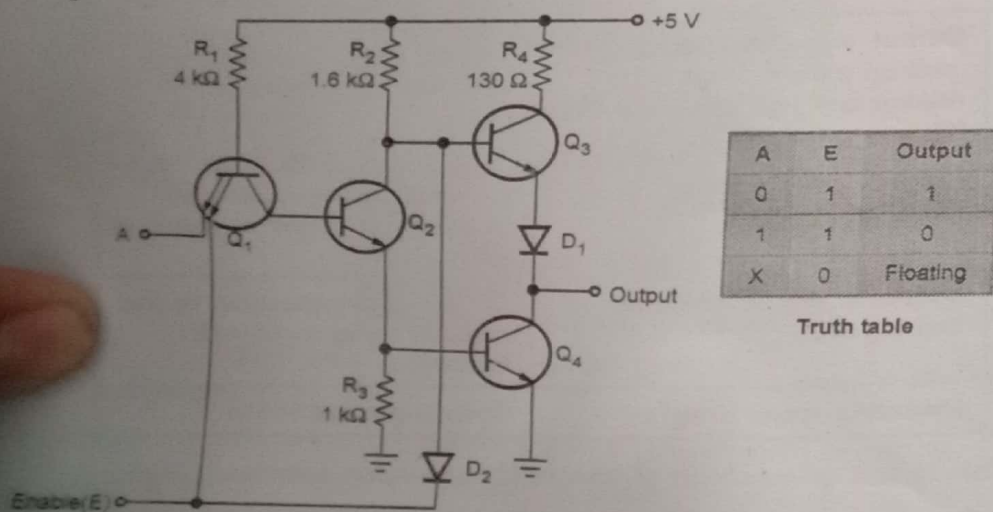 +5 V
R₁
4 kΩ
R₂
1.6 kΩ
R₄
130 Ω
Q₃
A
Q₁
Q₂
D₁
Output
Q₄
R₃
1 kΩ
D₂
Enable(E)
A E Output
0 1 1
1 1 0
X 0 Floating
Truth table